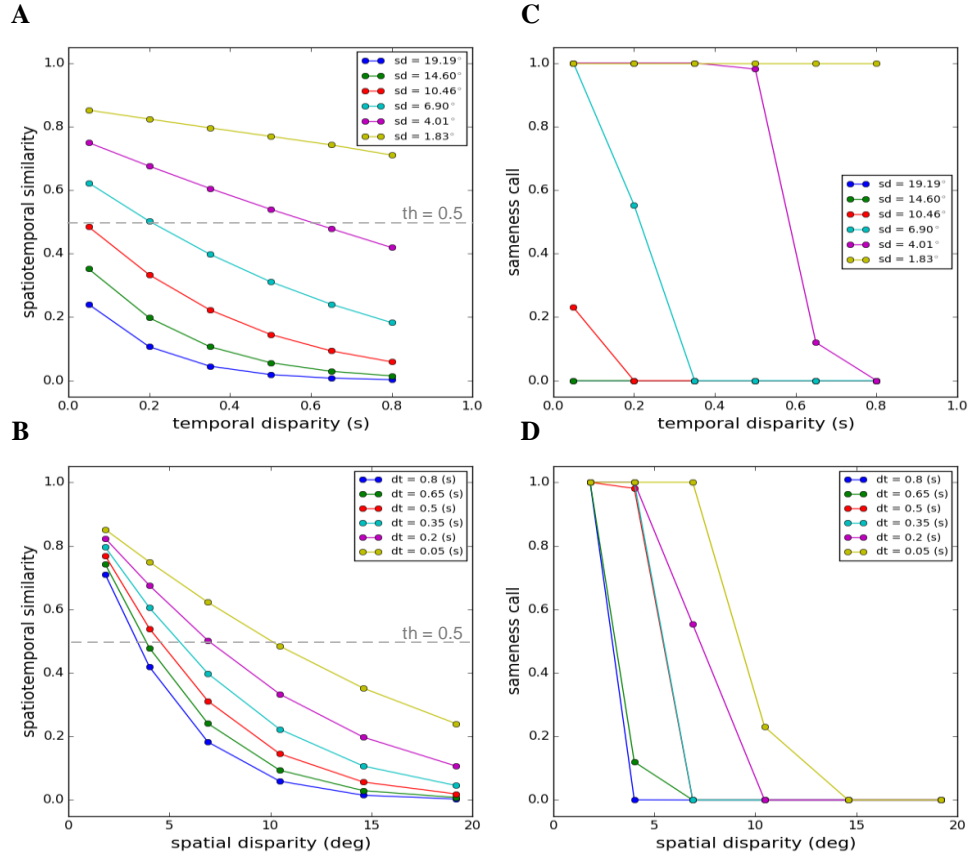 A
spatiotemporal similarity
1.0
0.8
0.6
0.4
0.2
0.0
th = 0.5
sd = 19.19°
sd = 14.60°
sd = 10.46°
sd = 6.90°
sd = 4.01°
sd = 1.83°
0.0 0.2 0.4 0.6 0.8 1.0
temporal disparity (s)
C
sameness call
1.0
0.8
0.6
0.4
0.2
0.0
sd = 19.19°
sd = 14.60°
sd = 10.46°
sd = 6.90°
sd = 4.01°
sd = 1.83°
0.0 0.2 0.4 0.6 0.8 1.0
temporal disparity (s)
B
spatiotemporal similarity
1.0
0.8
0.6
0.4
0.2
0.0
th = 0.5
dt = 0.8 (s)
dt = 0.65 (s)
dt = 0.5 (s)
dt = 0.35 (s)
dt = 0.2 (s)
dt = 0.05 (s)
0 5 10 15 20
spatial disparity (deg)
D
sameness call
1.0
0.8
0.6
0.4
0.2
0.0
dt = 0.8 (s)
dt = 0.65 (s)
dt = 0.5 (s)
dt = 0.35 (s)
dt = 0.2 (s)
dt = 0.05 (s)
0 5 10 15 20
spatial disparity (deg)